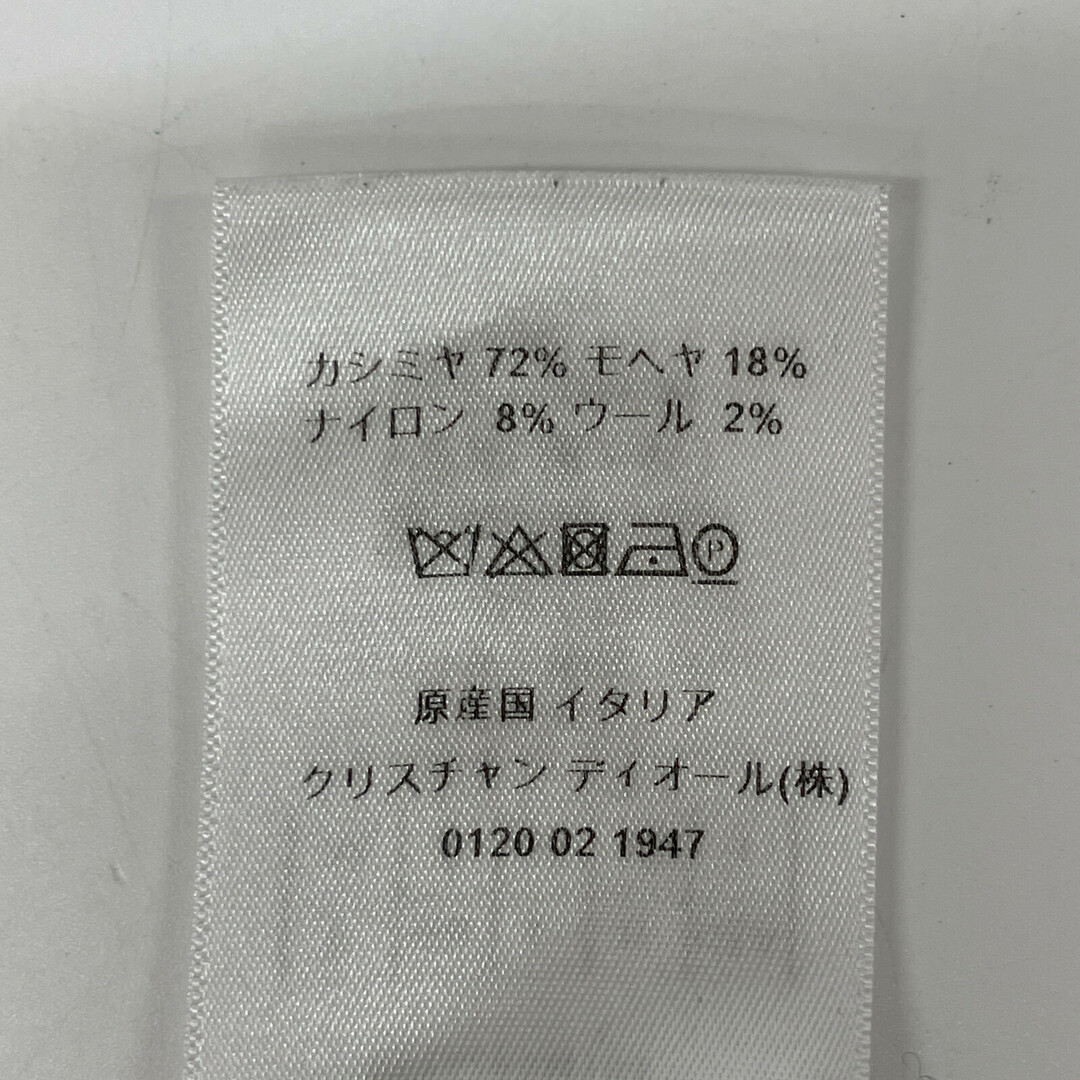 カシミヤ 72% モヘヤ 18%
ナイロン 8% ウール 2%
P
原産国 イタリア
クリスチャン ディオール(株)
0120 02 1947